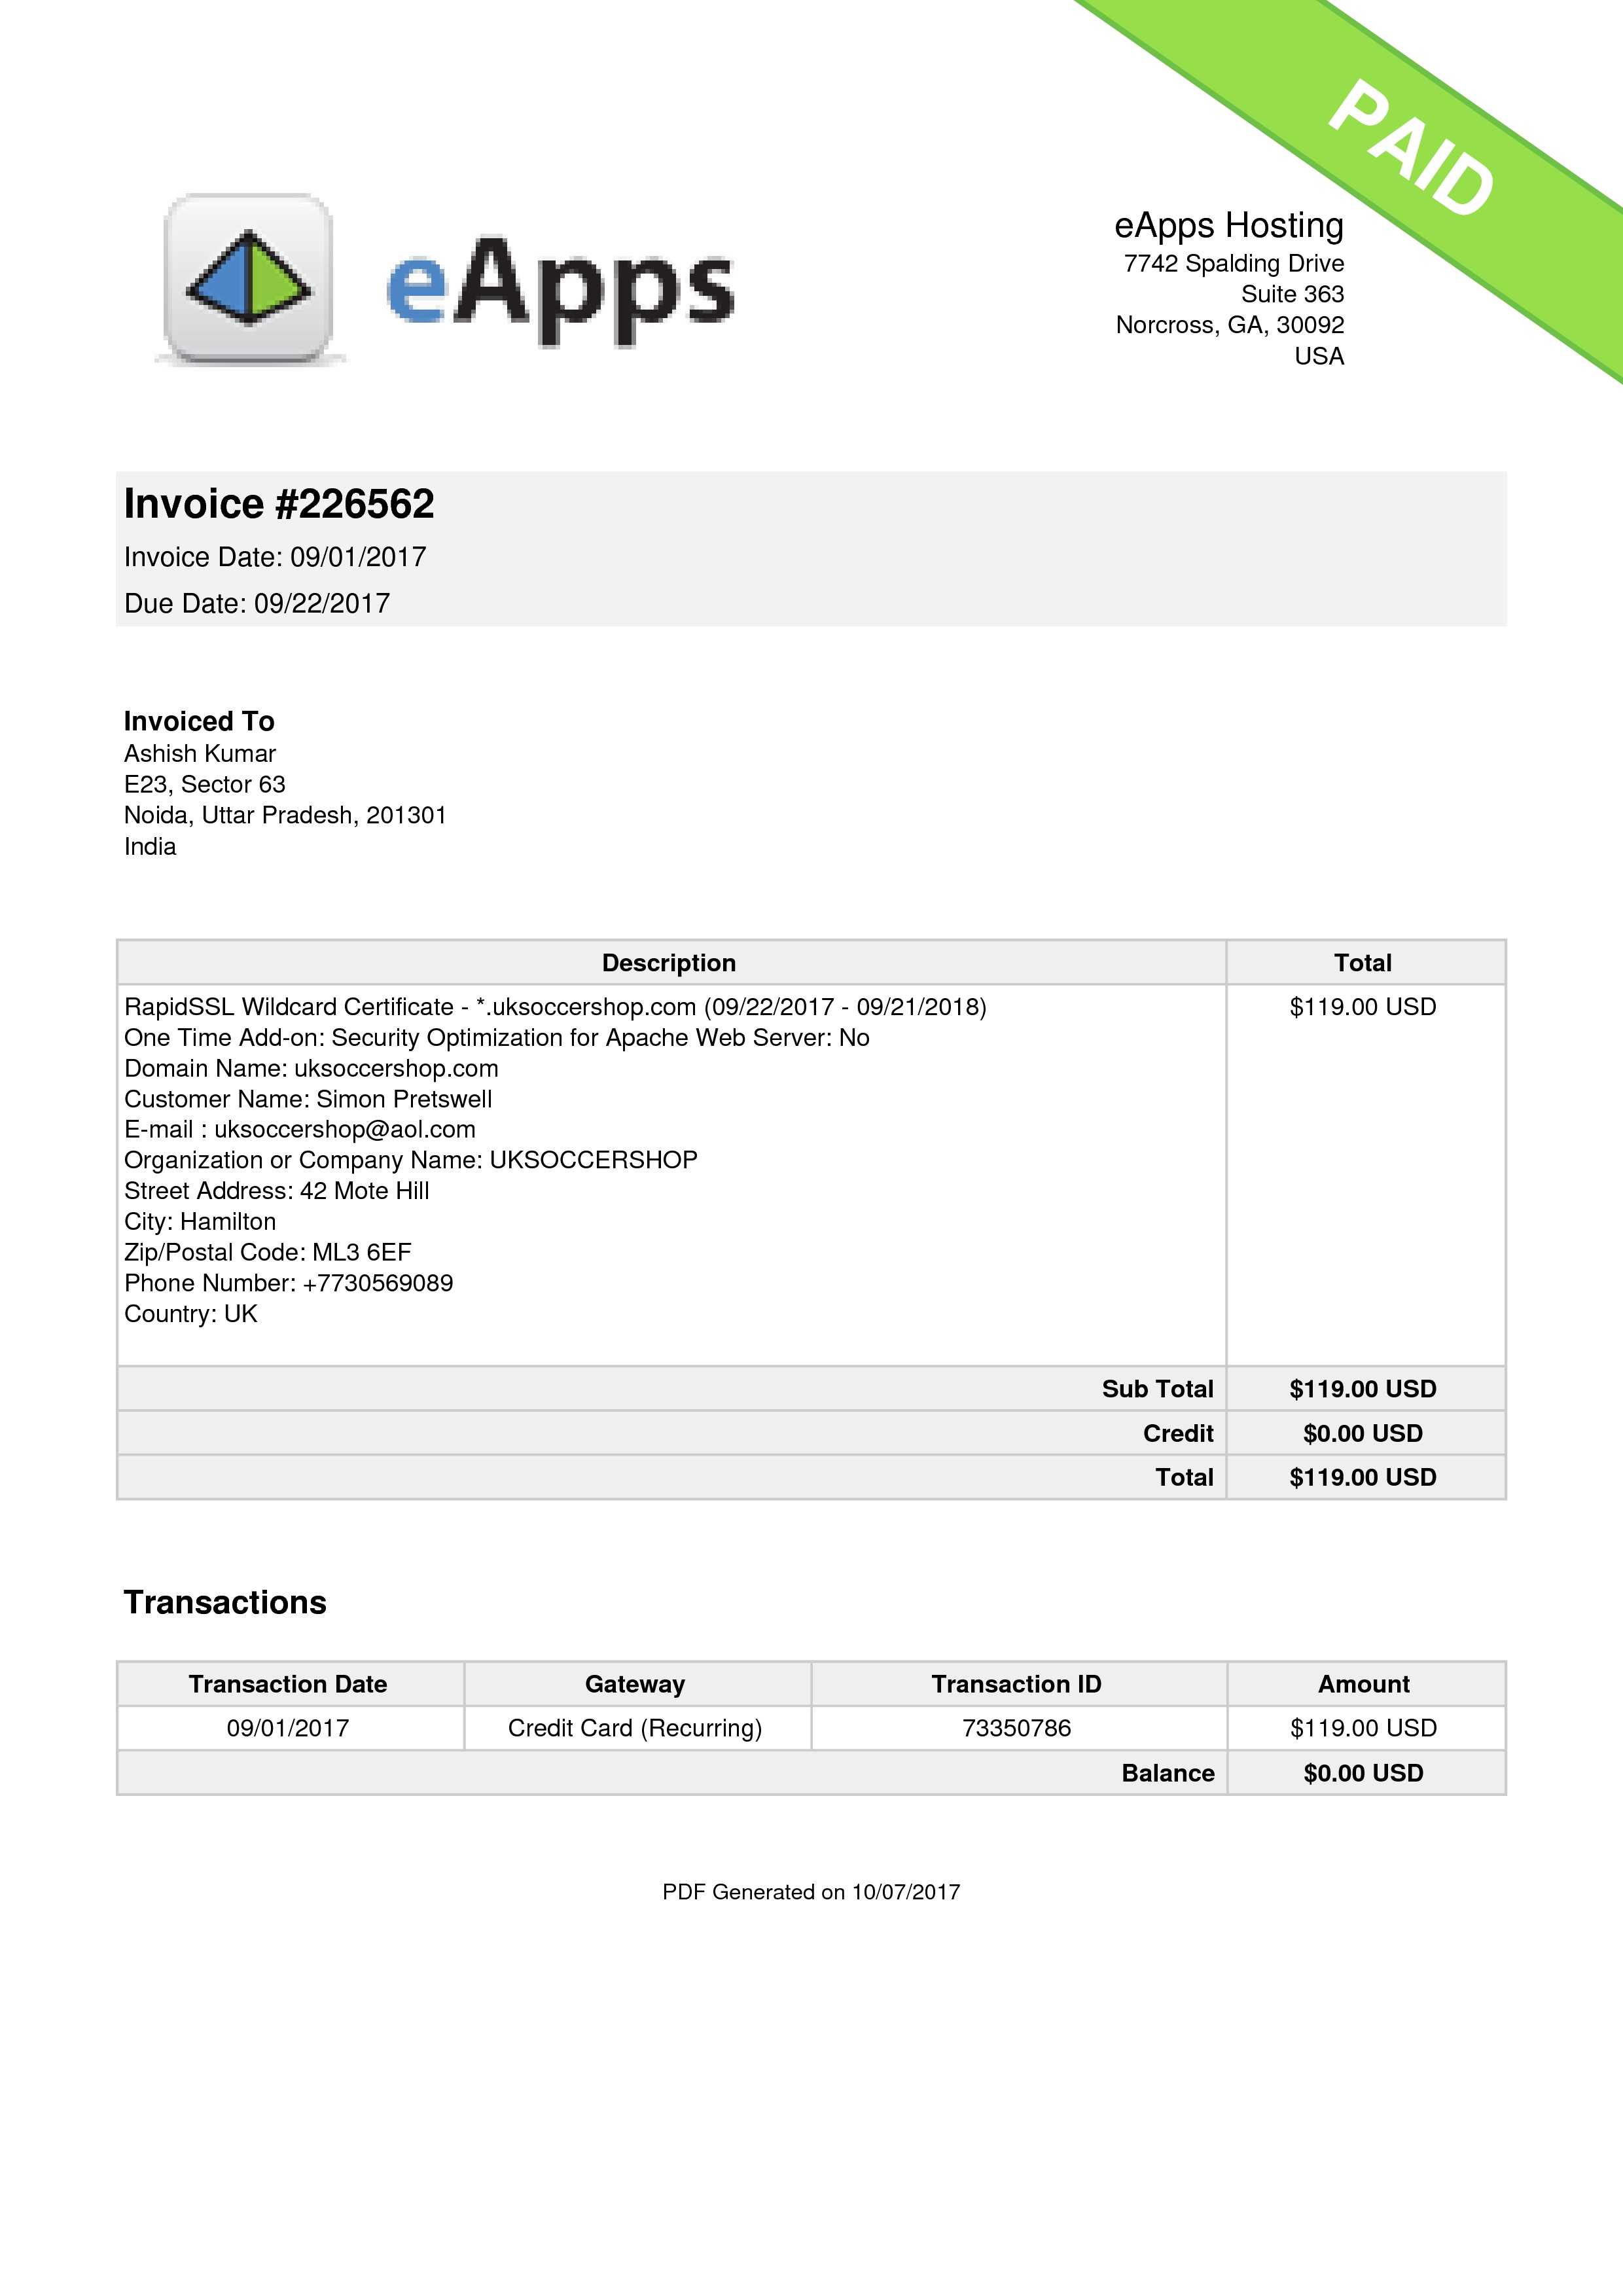 PAID
eApps
eApps Hosting
7742 Spalding Drive
Suite 363
Norcross, GA, 30092
USA
Invoice #226562
Invoice Date: 09/01/2017
Due Date: 09/22/2017
Invoiced To
Ashish Kumar
E23, Sector 63
Noida, Uttar Pradesh, 201301
India
Description Total
RapidSSL Wildcard Certificate - *.uksoccershop.com (09/22/2017 - 09/21/2018) $119.00 USD
One Time Add-on: Security Optimization for Apache Web Server: No
Domain Name: uksoccershop.com
Customer Name: Simon Pretswell
E-mail : uksoccershop@aol.com
Organization or Company Name: UKSOCCERSHOP
Street Address: 42 Mote Hill
City: Hamilton
Zip/Postal Code: ML3 6EF
Phone Number: +7730569089
Country: UK
Sub Total $119.00 USD
Credit $0.00 USD
Total $119.00 USD
Transactions
Transaction Date Gateway Transaction ID Amount
09/01/2017 Credit Card (Recurring) 73350786 $119.00 USD
Balance $0.00 USD
PDF Generated on 10/07/2017